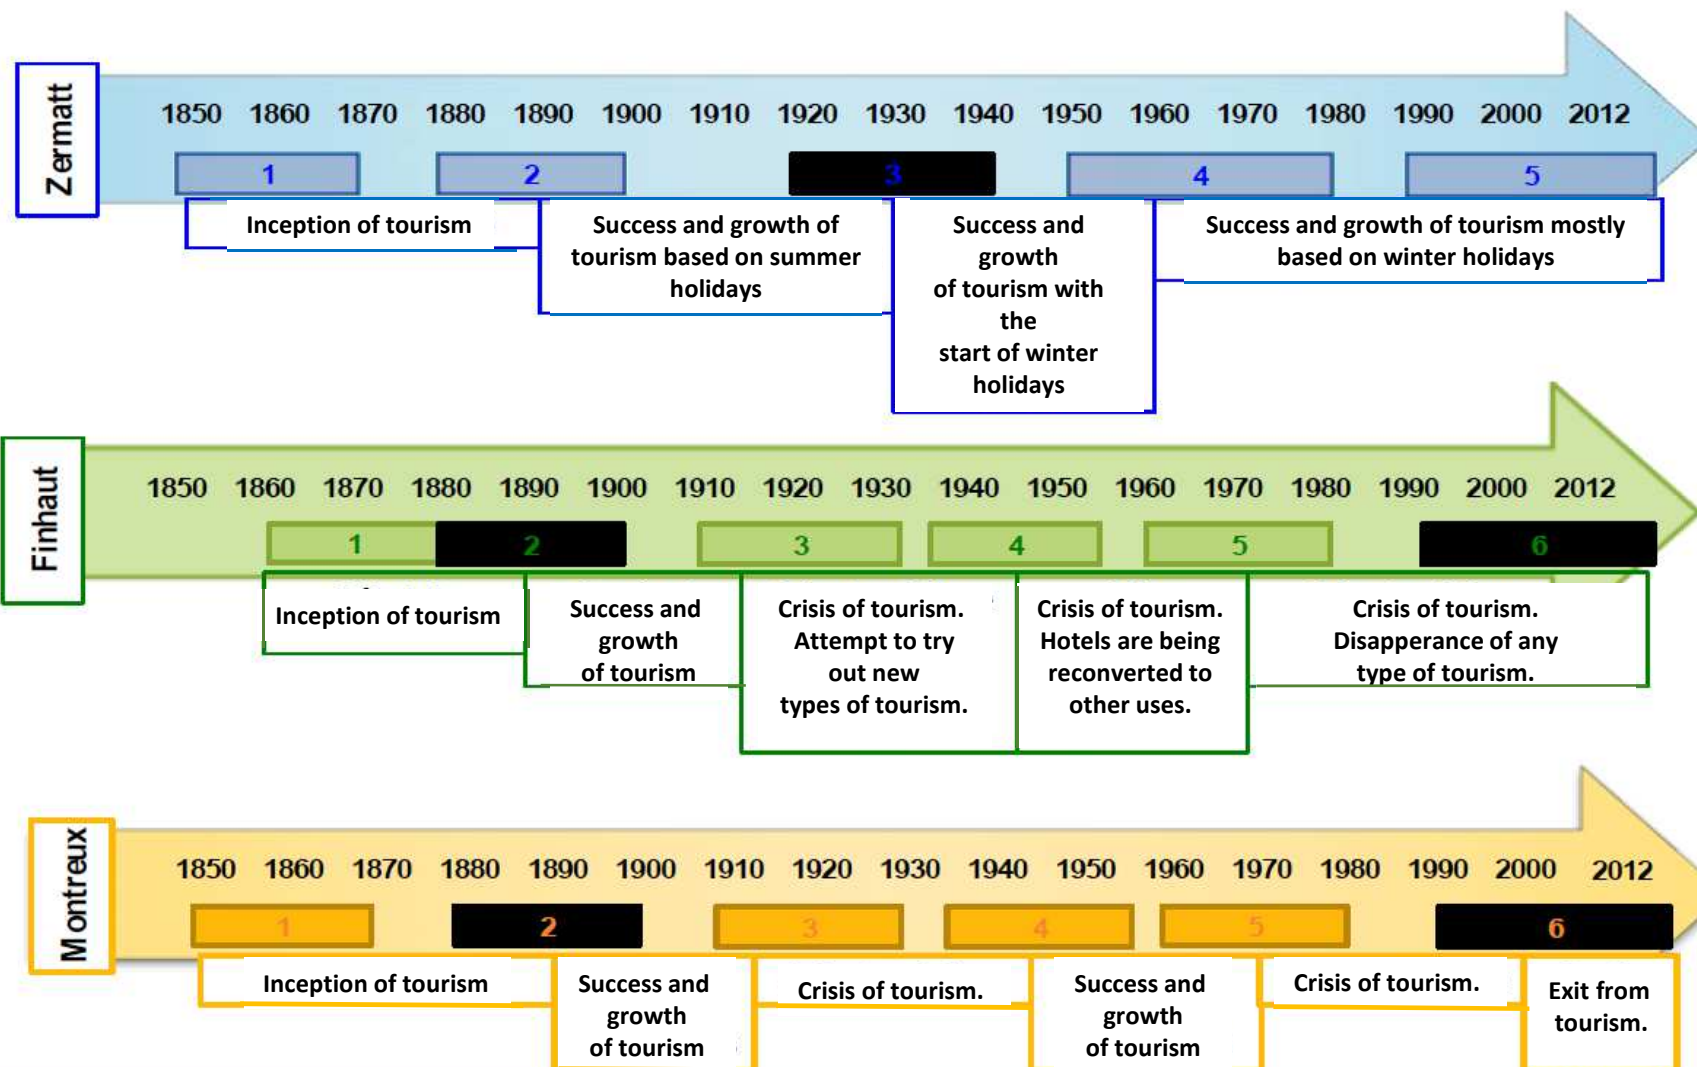 Zermatt
1850 1860 1870 1880 1890 1900 1910 1920 1930 1940 1950 1960 1970 1980 1990 2000 2012
1 2 3 4 5
Inception of tourism
Success and growth of
tourism based on summer
holidays
Success and
growth
of tourism with
the
start of winter
holidays
Success and growth of tourism mostly
based on winter holidays
Finhaut
1850 1860 1870 1880 1890 1900 1910 1920 1930 1940 1950 1960 1970 1980 1990 2000 2012
1 2 3 4 5 6
Inception of tourism
Success and
growth
of tourism
Crisis of tourism.
Attempt to try
out new
types of tourism.
Crisis of tourism.
Hotels are being
reconverted to
other uses.
Crisis of tourism.
Disapperance of any
type of tourism.
Montreux
1850 1860 1870 1880 1890 1900 1910 1920 1930 1940 1950 1960 1970 1980 1990 2000 2012
1 2 3 4 5 6
Inception of tourism
Success and
growth
of tourism
Crisis of tourism.
Success and
growth
of tourism
Crisis of tourism.
Exit from
tourism.